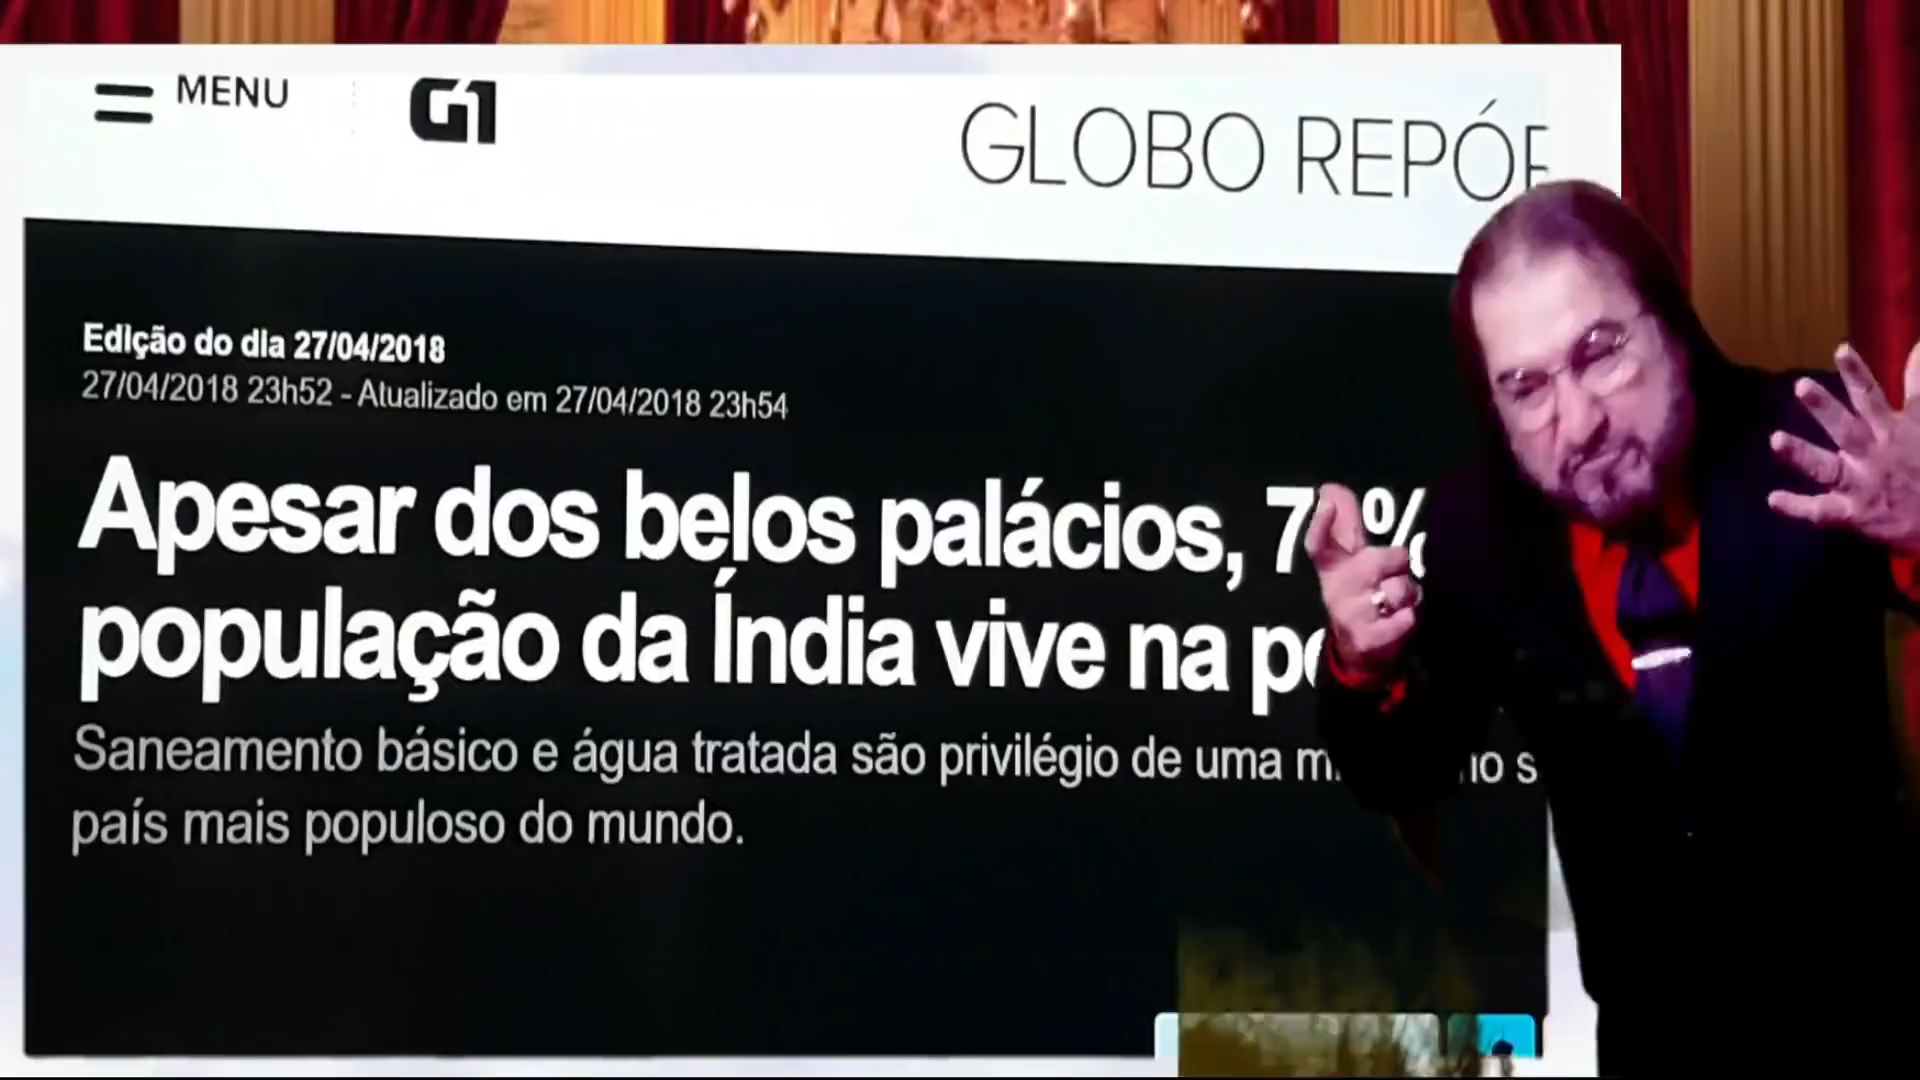 MENU
G1
GLOBO REPÓR
Edição do dia 27/04/2018
27/04/2018 23h52 - Atualizado em 27/04/2018 23h54
Apesar dos belos palácios,
população da Índia vive na
Saneamento básico e água tratada são privilégio de uma
país mais populoso do mundo.